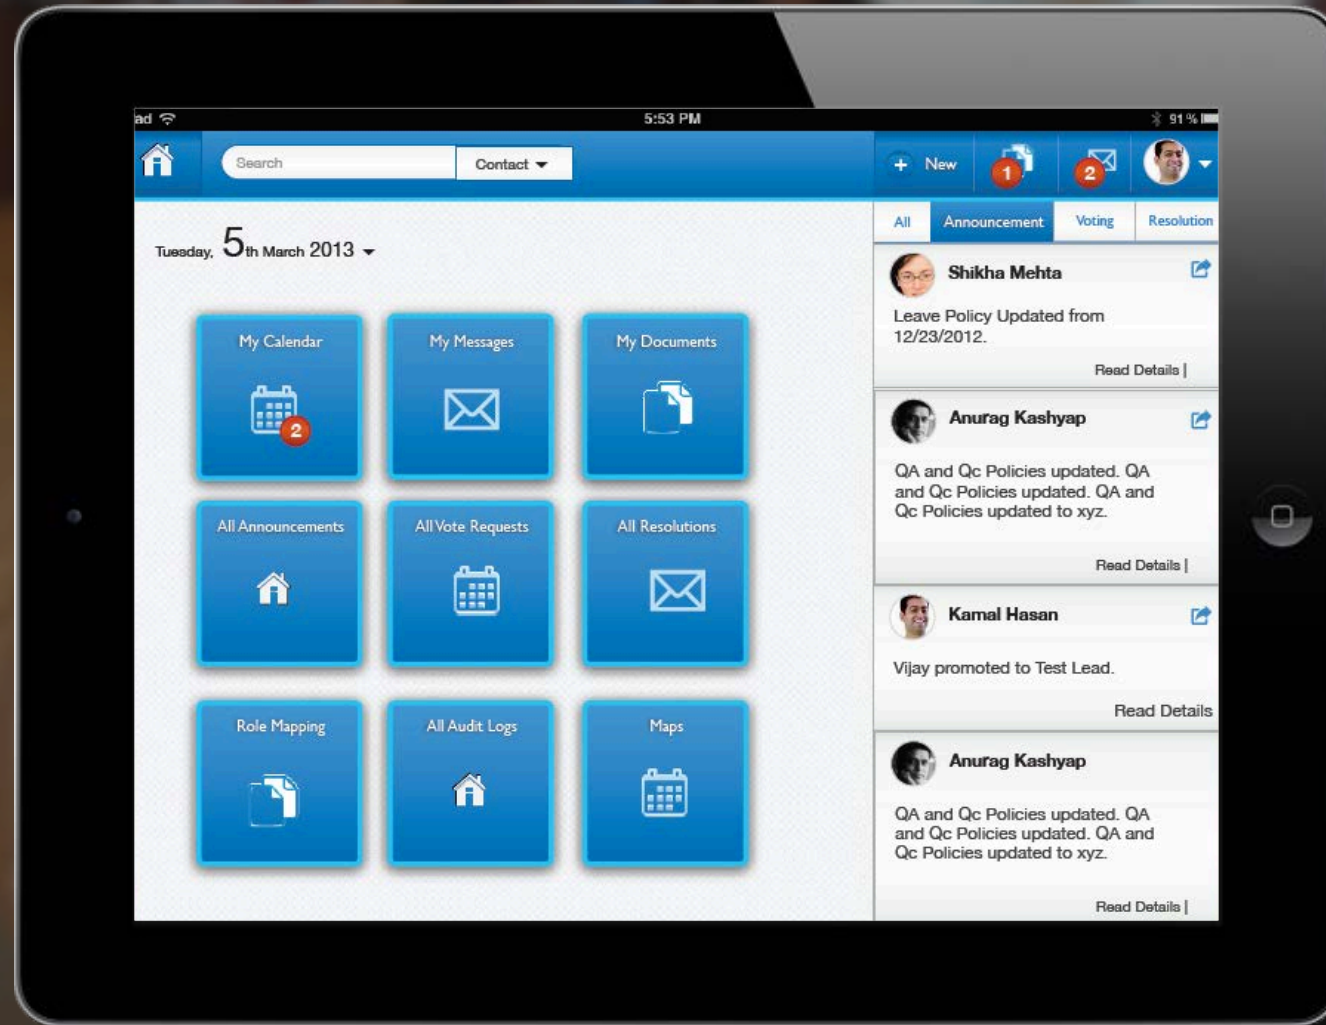 ad 5:53 PM 91 %
Search Contact + New 1 2
All Announcement Voting Resolution
Tuesday, 5th March 2013
My Calendar My Messages My Documents
2
All Announcements All Vote Requests All Resolutions
Role Mapping All Audit Logs Maps
Shikha Mehta
Leave Policy Updated from
12/23/2012.
Read Details |
Anurag Kashyap
QA and Qc Policies updated. QA
and Qc Policies updated. QA and
Qc Policies updated to xyz.
Read Details |
Kamal Hasan
Vijay promoted to Test Lead.
Read Details
Anurag Kashyap
QA and Qc Policies updated. QA
and Qc Policies updated. QA and
Qc Policies updated to xyz.
Read Details |